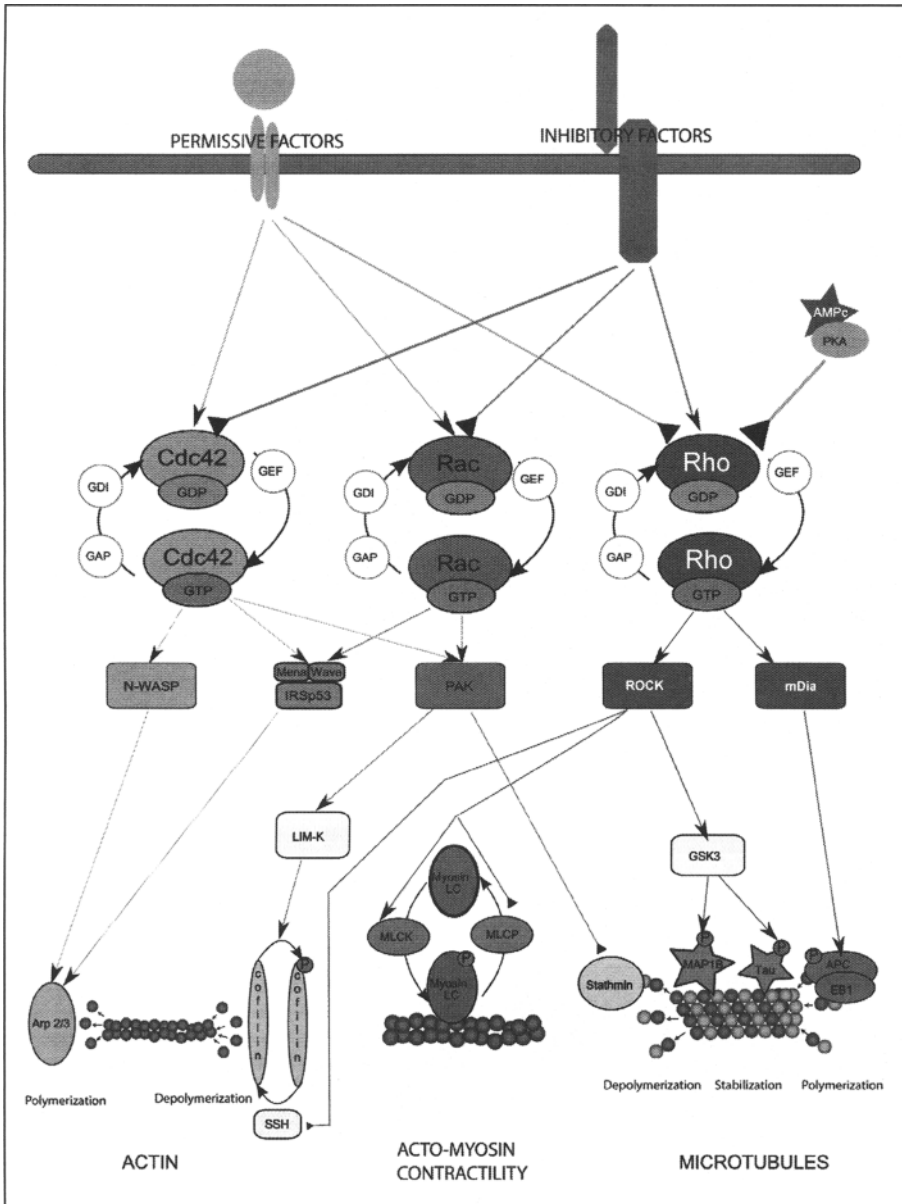 PERMISSIVE FACTORS
INHIBITORY FACTORS
AMPc
PKA
Cdc42
GDP
GEF
GDI
GAP
Cdc42
GTP
Rac
GDP
GEF
GDI
GAP
Rac
GTP
Rho
GDP
GEF
GDI
GAP
Rho
GTP
N-WASP
Mena
Wave
IRSp53
PAK
ROCK
mDia
LIM-K
GSK3
Myosin
LC
MLCK
MLCP
P
Myosin
LC
P
MAP1B
P
Tau
P
APC
EB1
Stathmin
Arp 2/3
cofilin
P
cofilin
SSH
Polymerization
Depolymerization
Depolymerization
Stabilization
Polymerization
ACTIN
ACTO-MYOSIN
CONTRACTILITY
MICROTUBULES